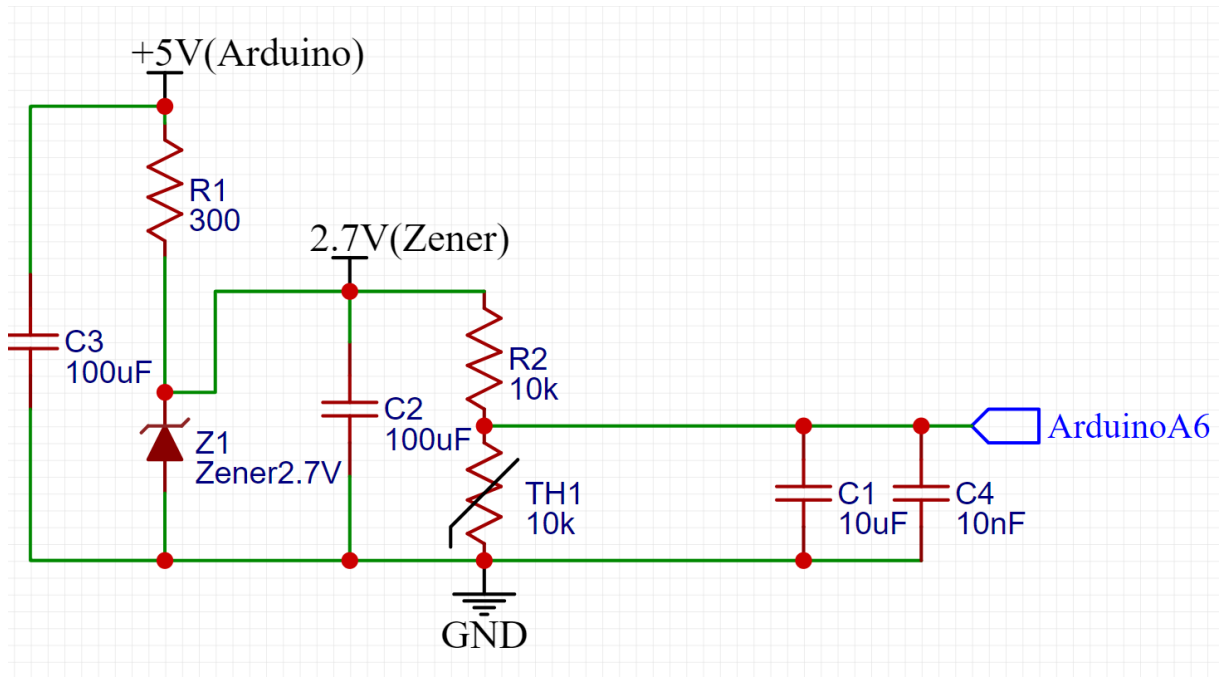 +5V(Arduino)
R1
300
2.7V(Zener)
C3
100uF
R2
10k
C2
100uF
Z1
Zener2.7V
ArduinoA6
TH1
10k
C1
10uF
C4
10nF
GND